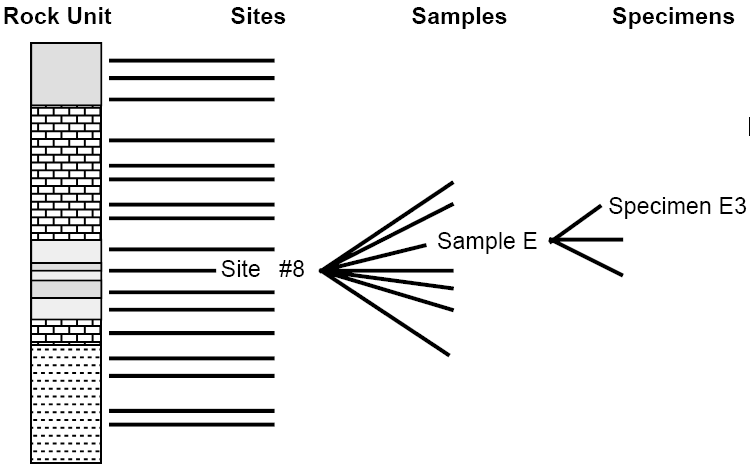 Rock Unit Sites Samples Specimens
Specimen E3
Sample E
Site #8